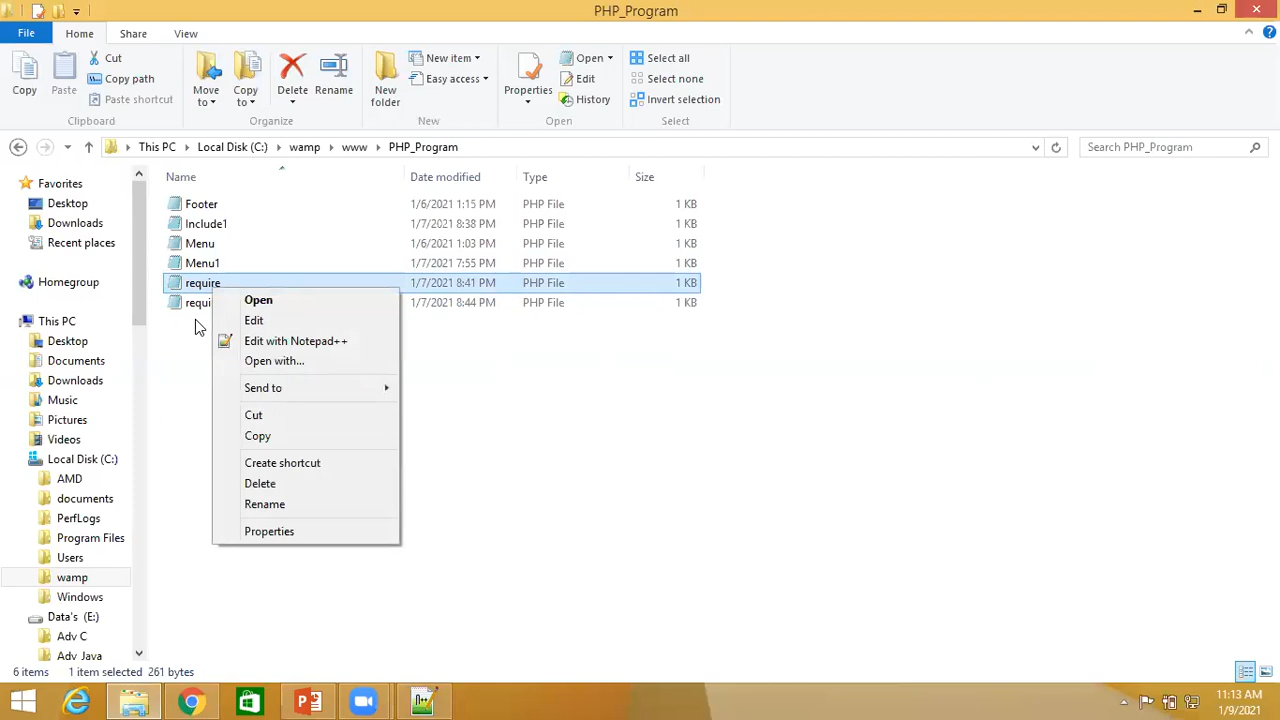 PHP_Program
File
Home
Share
View
Copy
Paste
Cut
Copy path
Paste shortcut
Clipboard
Move to
Copy to
Delete
Rename
Organize
New folder
New item
Easy access
New
Properties
Open
Edit
History
Open
Select all
Select none
Invert selection
Select
This PC
Local Disk (C:)
wamp
www
PHP_Program
Search PHP_Program
Name Date modified Type Size
Footer 1/6/2021 1:15 PM PHP File 1 KB
Include1 1/7/2021 8:38 PM PHP File 1 KB
Menu 1/6/2021 1:03 PM PHP File 1 KB
Menu1 1/7/2021 7:55 PM PHP File 1 KB
require 1/7/2021 8:41 PM PHP File 1 KB
requi 1/7/2021 8:44 PM PHP File 1 KB
Favorites
Desktop
Downloads
Recent places
Homegroup
This PC
Desktop
Documents
Downloads
Music
Pictures
Videos
Local Disk (C:)
AMD
documents
PerfLogs
Program Files
Users
wamp
Windows
Data's (E:)
Adv C
Adv Java
Open
Edit
Edit with Notepad++
Open with...
Send to
Cut
Copy
Create shortcut
Delete
Rename
Properties
6 items 1 item selected 261 bytes
11:13 AM
1/9/2021